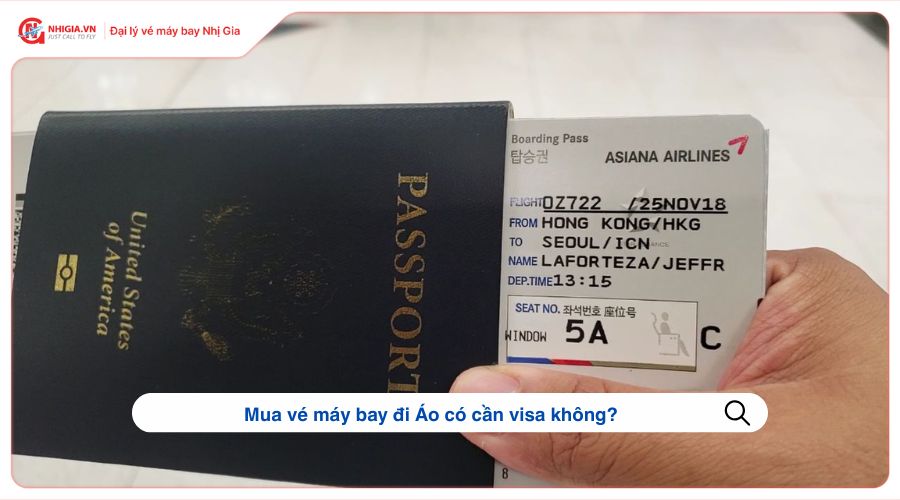 NHIGIA.VN
JUST CALL TO FLY
Đại lý vé máy bay Nhị Gia
United States
of America
PASSPORT
Boarding Pass
탑승권
ASIANA AIRLINES
FLIGHT OZ722 /25NOV18
FROM HONG KONG/HKG
TO SEOUL/ICN
NAME LAFORTEZA/JEFFR
DEP.TIME 13:15
SEAT NO. 좌석번호 座位号
WINDOW 5A
C
8
Mua vé máy bay đi Áo có cần visa không?